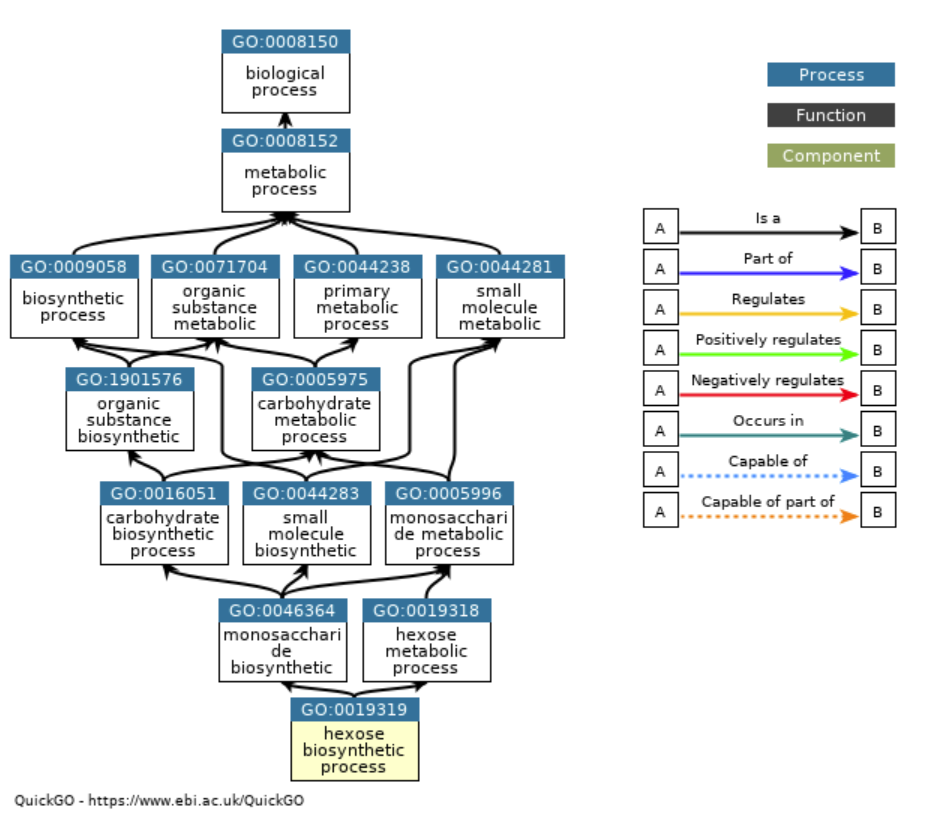 GO:0008150
biological
process
GO:0008152
metabolic
process
GO:0009058
biosynthetic
process
GO:0071704
organic
substance
metabolic
GO:0044238
primary
metabolic
process
GO:0044281
small
molecule
metabolic
GO:1901576
organic
substance
biosynthetic
GO:0005975
carbohydrate
metabolic
process
GO:0016051
carbohydrate
biosynthetic
process
GO:0044283
small
molecule
biosynthetic
GO:0005996
monosacchari
de metabolic
process
GO:0046364
monosacchari
de
biosynthetic
GO:0019318
hexose
metabolic
process
GO:0019319
hexose
biosynthetic
process
Process
Function
Component
A Is a B
A Part of B
A Regulates B
A Positively regulates B
A Negatively regulates B
A Occurs in B
A Capable of B
A Capable of part of B
QuickGO - https://www.ebi.ac.uk/QuickGO